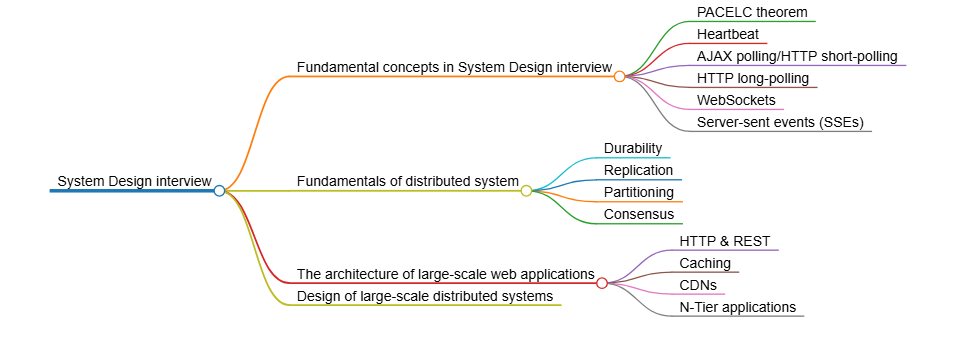 System Design interview
Fundamental concepts in System Design interview
PACELC theorem
Heartbeat
AJAX polling/HTTP short-polling
HTTP long-polling
WebSockets
Server-sent events (SSEs)
Fundamentals of distributed system
Durability
Replication
Partitioning
Consensus
The architecture of large-scale web applications
HTTP & REST
Caching
CDNs
N-Tier applications
Design of large-scale distributed systems